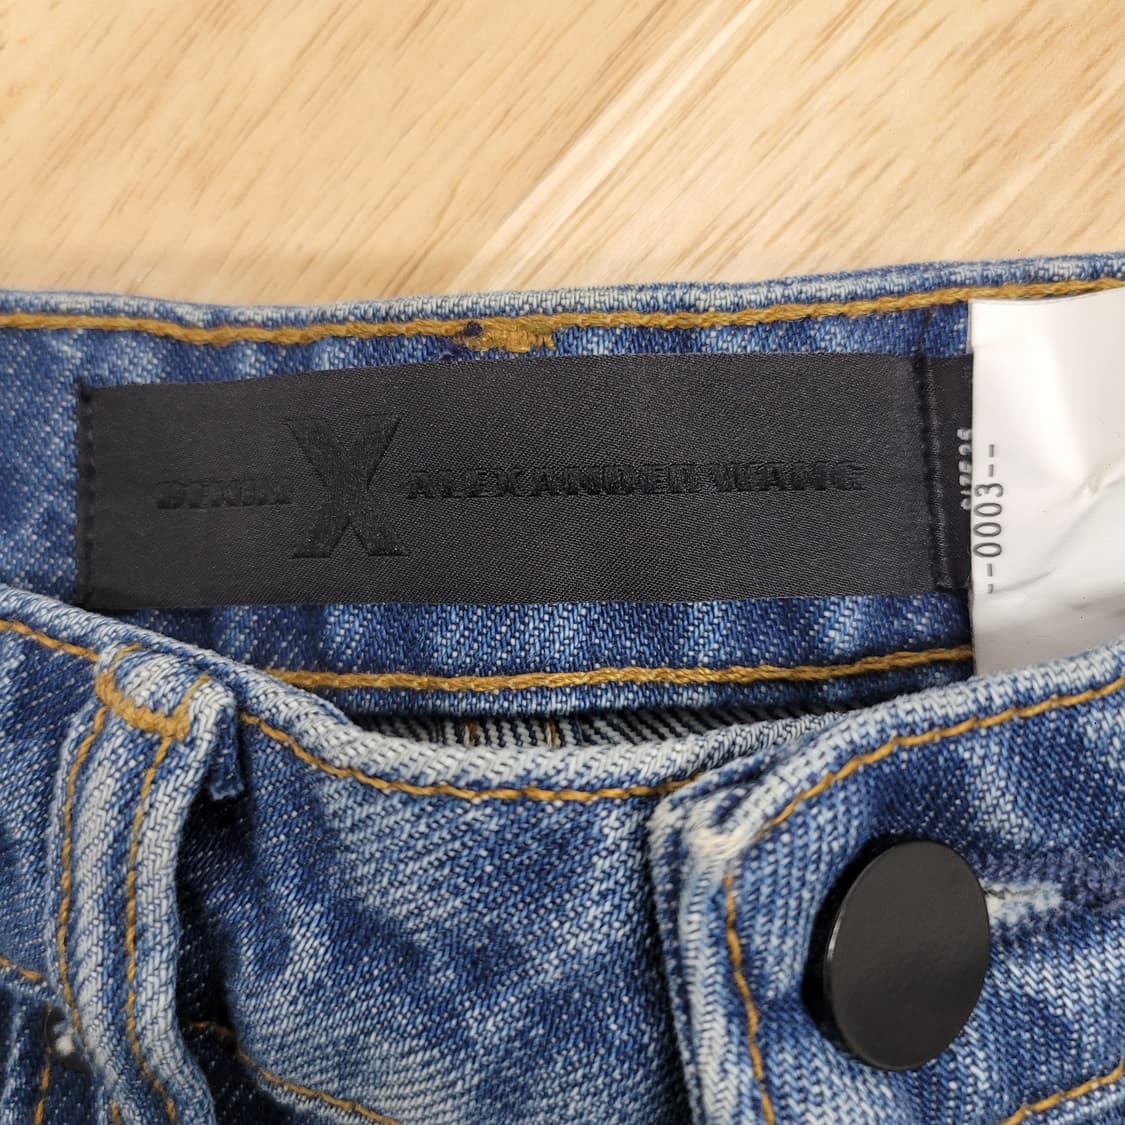 DENIM X ALEXANDER WANG
--0003--